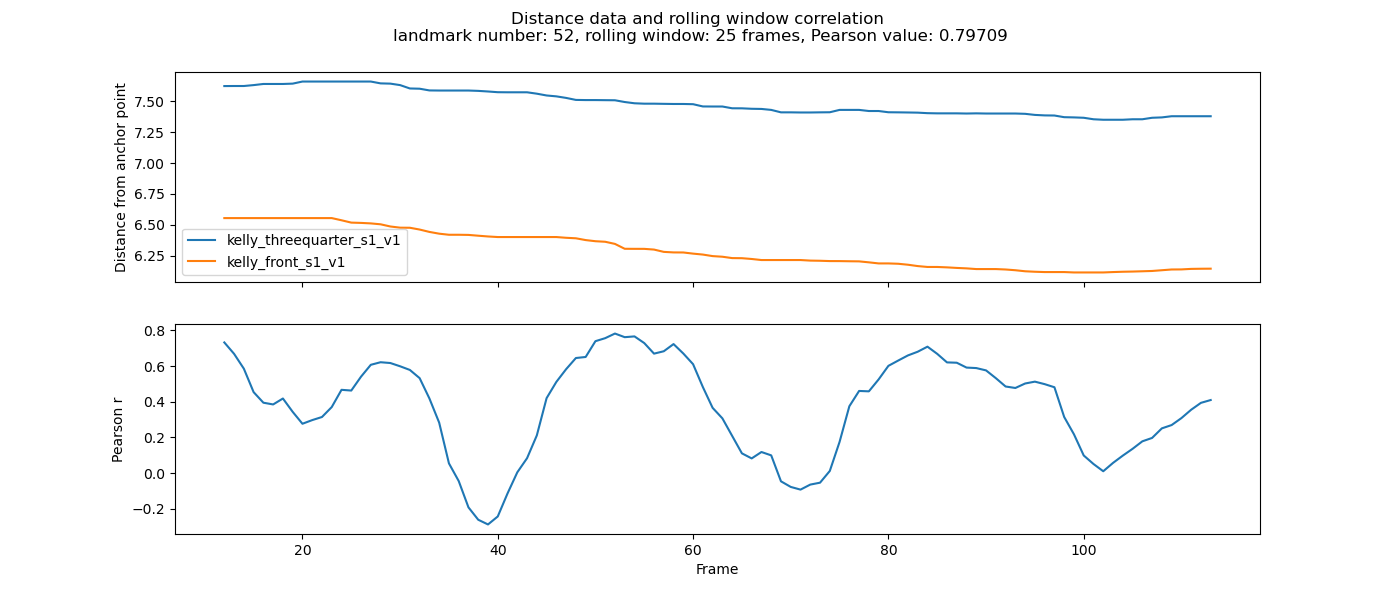 Distance data and rolling window correlation
landmark number: 52, rolling window: 25 frames, Pearson value: 0.79709
Distance from anchor point
7.50
7.25
7.00
6.75
6.50
6.25
kelly_threequarter_s1_v1
kelly_front_s1_v1
Pearson r
0.8
0.6
0.4
0.2
0.0
−0.2
20
40
60
80
100
Frame